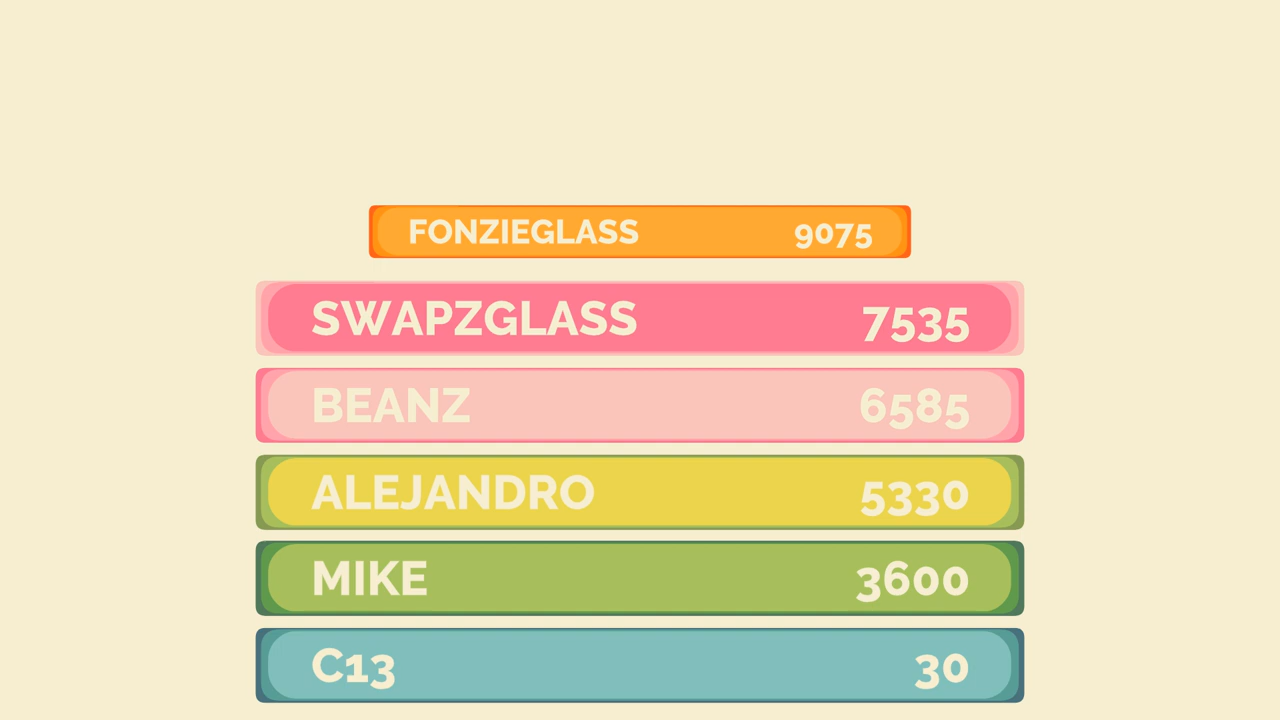 FONZIEGLASS 9075
SWAPZGLASS 7535
BEANZ 6585
ALEJANDRO 5330
MIKE 3600
C13 30